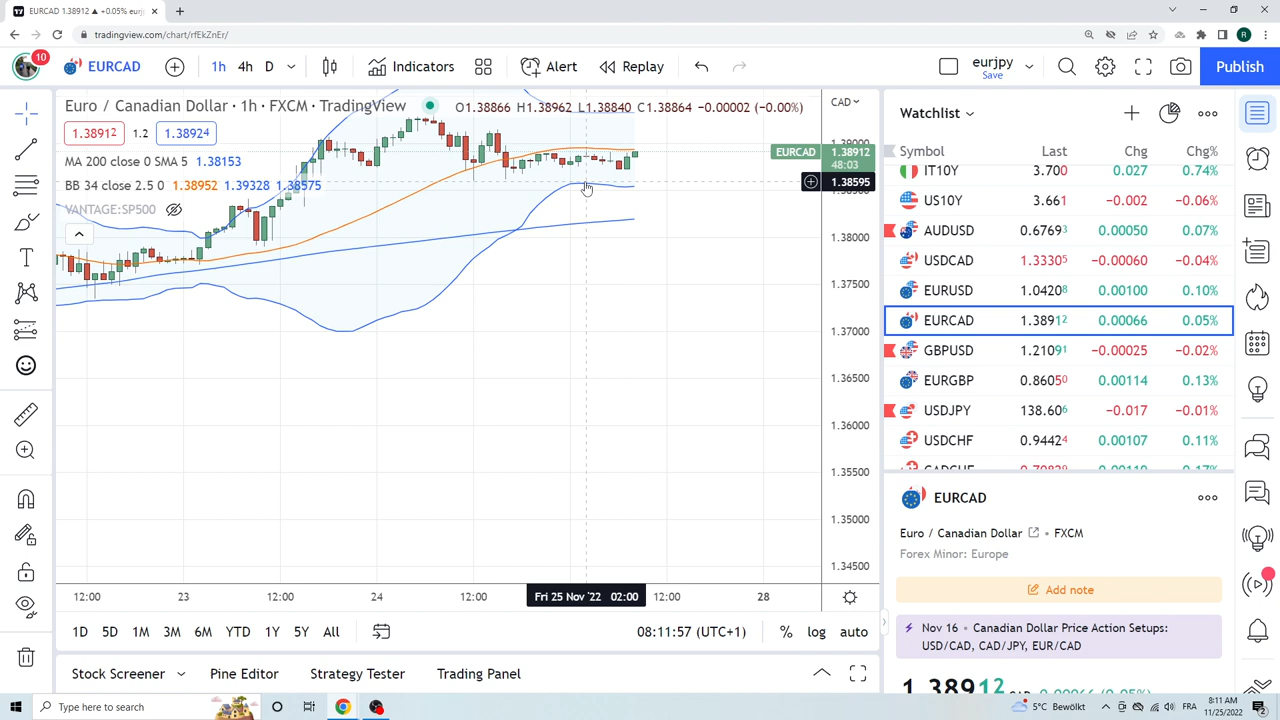 EURCAD 1.38912 ▲ +0.05% eurj
tradingview.com/chart/rfEkZnEr/
R
10
EURCAD
1h 4h D
Indicators
Alert
Replay
eurjpy
Save
Publish
Euro / Canadian Dollar · 1h · FXCM · TradingView
O1.38866 H1.38962 L1.38840 C1.38864 −0.00002 (−0.00%)
CAD
1.38912 1.2 1.38924
MA 200 close 0 SMA 5 1.38153
BB 34 close 2.5 0 1.38952 1.39328 1.38575
VANTAGE:SP500
EURCAD 1.38912
48:03
1.38595
1.38000
1.37500
1.37000
1.36500
1.36000
1.35500
1.35000
1.34500
12:00 23 12:00 24 12:00 Fri 25 Nov '22 02:00 12:00 28
1D 5D 1M 3M 6M YTD 1Y 5Y All
08:11:57 (UTC+1) % log auto
Stock Screener Pine Editor Strategy Tester Trading Panel
Watchlist
Symbol Last Chg Chg%
IT10Y 3.700 0.027 0.74%
US10Y 3.661 −0.002 −0.06%
AUDUSD 0.67693 0.00050 0.07%
USDCAD 1.33305 −0.00060 −0.04%
EURUSD 1.04208 0.00100 0.10%
EURCAD 1.38912 0.00066 0.05%
GBPUSD 1.21091 −0.00025 −0.02%
EURGBP 0.86050 0.00114 0.13%
USDJPY 138.606 −0.017 −0.01%
USDCHF 0.94424 0.00107 0.11%
EURCAD
Euro / Canadian Dollar • FXCM
Forex Minor: Europe
Add note
Nov 16 • Canadian Dollar Price Action Setups:
USD/CAD, CAD/JPY, EUR/CAD
1.38912 CAD 0.00066 (0.05%)
Type here to search
5°C Bewölkt
FRA
8:11 AM
11/25/2022
2